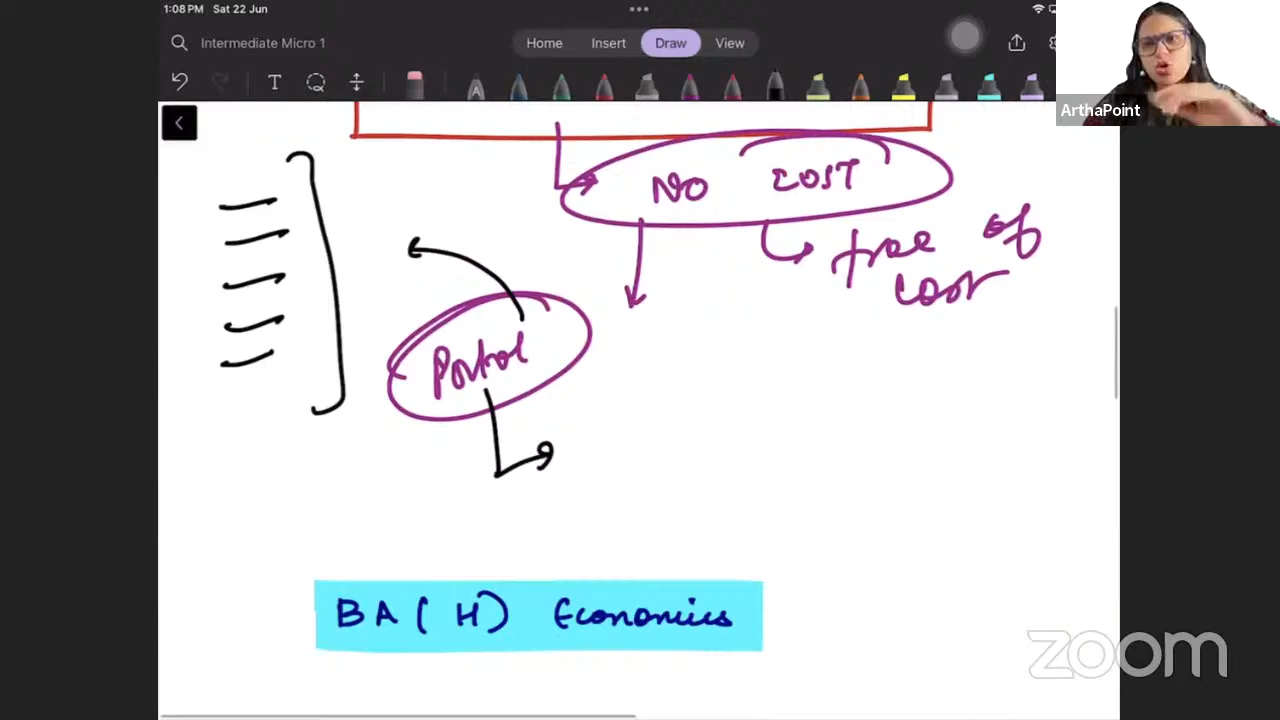 1:08 PM Sat 22 Jun
Intermediate Micro 1
Home Insert Draw View
ArthaPoint
NO COST
free of
cost
Portal
BA ( H ) Economics
zoom